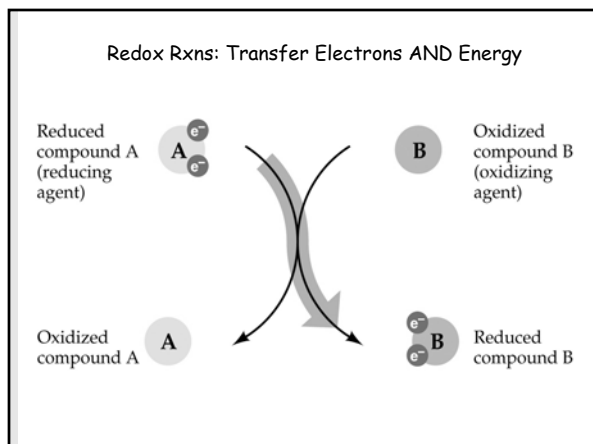 Redox Rxns: Transfer Electrons AND Energy
Reduced
compound A
(reducing
agent)
A
e⁻
e⁻
B
Oxidized
compound B
(oxidizing
agent)
Oxidized
compound A
A
e⁻
e⁻
B
Reduced
compound B